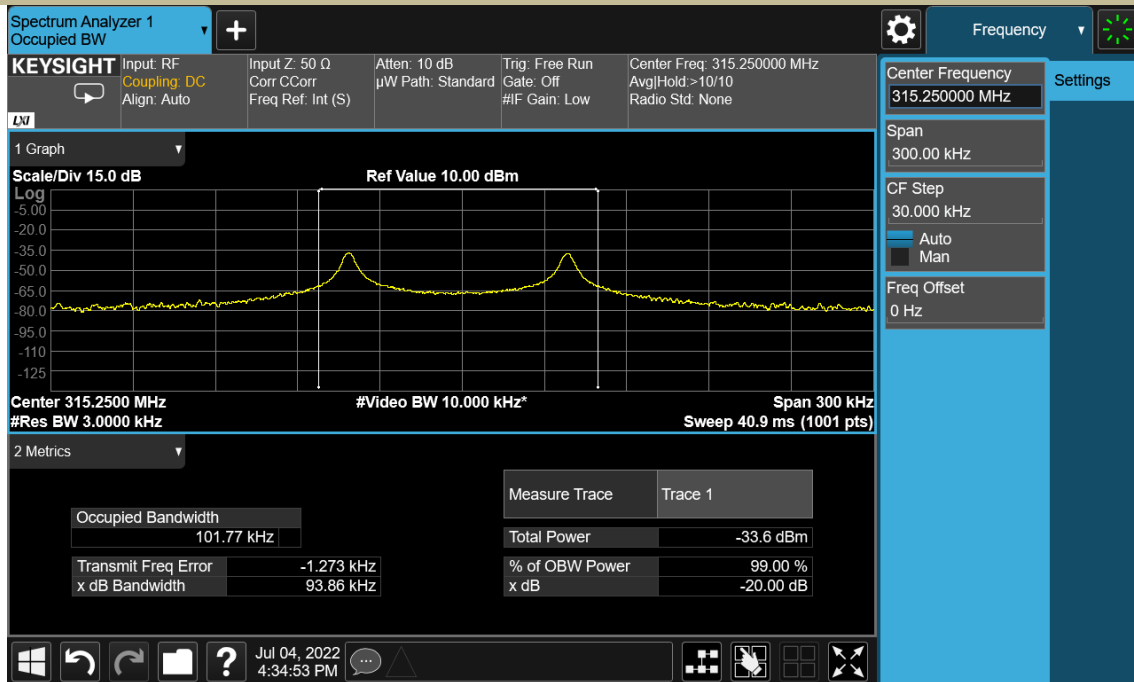 Spectrum Analyzer 1
Occupied BW
Frequency
KEYSIGHT
LXI
Input: RF
Coupling: DC
Align: Auto
Input Z: 50 Ω
Corr CCorr
Freq Ref: Int (S)
Atten: 10 dB
µW Path: Standard
Trig: Free Run
Gate: Off
#IF Gain: Low
Center Freq: 315.250000 MHz
Avg|Hold:>10/10
Radio Std: None
Center Frequency
315.250000 MHz
Settings
Span
300.00 kHz
CF Step
30.000 kHz
Auto
Man
Freq Offset
0 Hz
1 Graph
Scale/Div 15.0 dB
Ref Value 10.00 dBm
Log
-5.00
-20.0
-35.0
-50.0
-65.0
-80.0
-95.0
-110
-125
Center 315.2500 MHz
#Video BW 10.000 kHz*
Span 300 kHz
#Res BW 3.0000 kHz
Sweep 40.9 ms (1001 pts)
2 Metrics
Measure Trace
Trace 1
Occupied Bandwidth
101.77 kHz
Total Power
-33.6 dBm
Transmit Freq Error
-1.273 kHz
% of OBW Power
99.00 %
x dB Bandwidth
93.86 kHz
x dB
-20.00 dB
?
Jul 04, 2022
4:34:53 PM